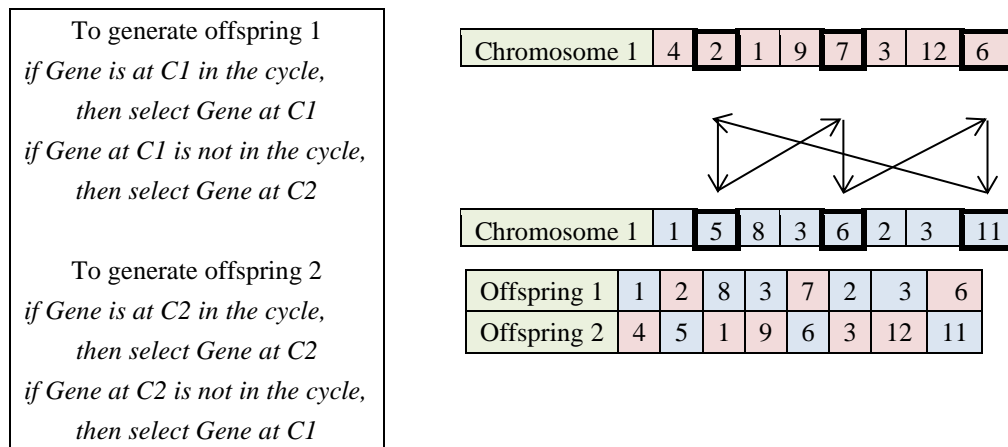 To generate offspring 1
if Gene is at C1 in the cycle,
then select Gene at C1
if Gene at C1 is not in the cycle,
then select Gene at C2
To generate offspring 2
if Gene is at C2 in the cycle,
then select Gene at C2
if Gene at C2 is not in the cycle,
then select Gene at C1
Chromosome 1 4 2 1 9 7 3 12 6
Chromosome 1 1 5 8 3 6 2 3 11
Offspring 1 1 2 8 3 7 2 3 6
Offspring 2 4 5 1 9 6 3 12 11